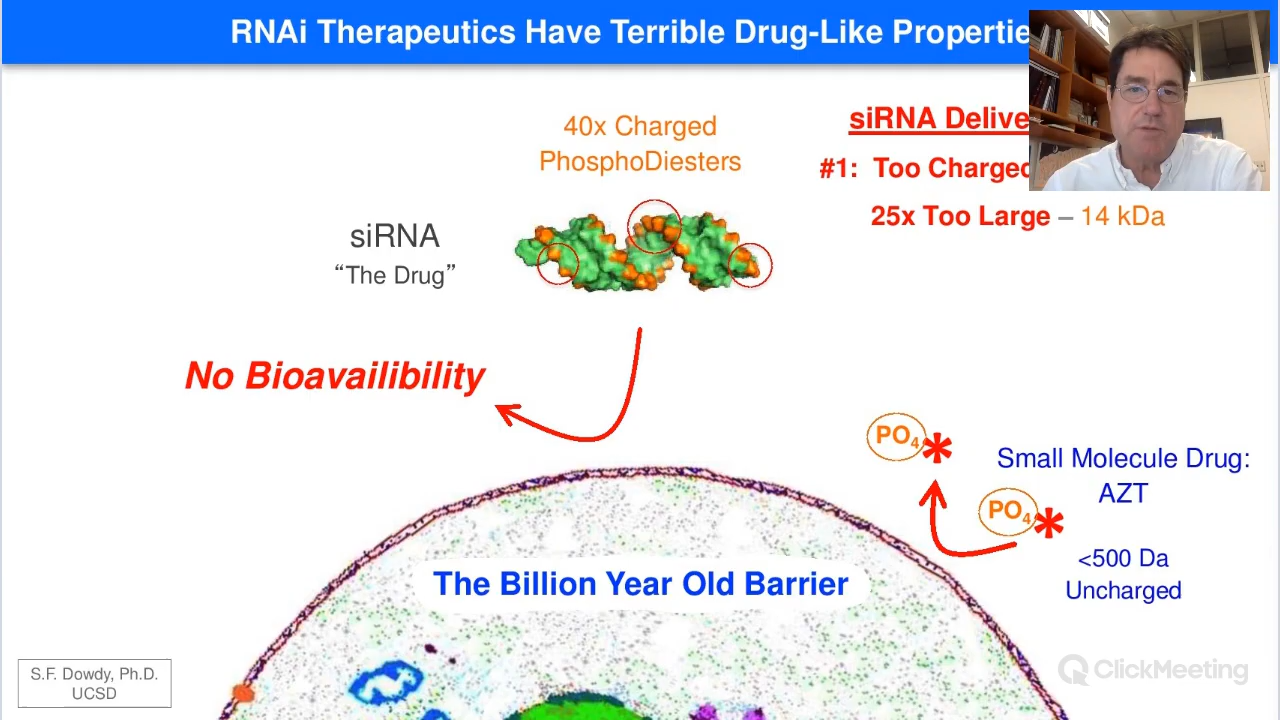 RNAi Therapeutics Have Terrible Drug-Like Propertie
40x Charged
PhosphoDiesters
siRNA Delive
#1: Too Charged
25x Too Large – 14 kDa
siRNA
“The Drug”
No Bioavailibility
PO4*
Small Molecule Drug:
AZT
PO4*
<500 Da
Uncharged
The Billion Year Old Barrier
S.F. Dowdy, Ph.D.
UCSD
ClickMeeting